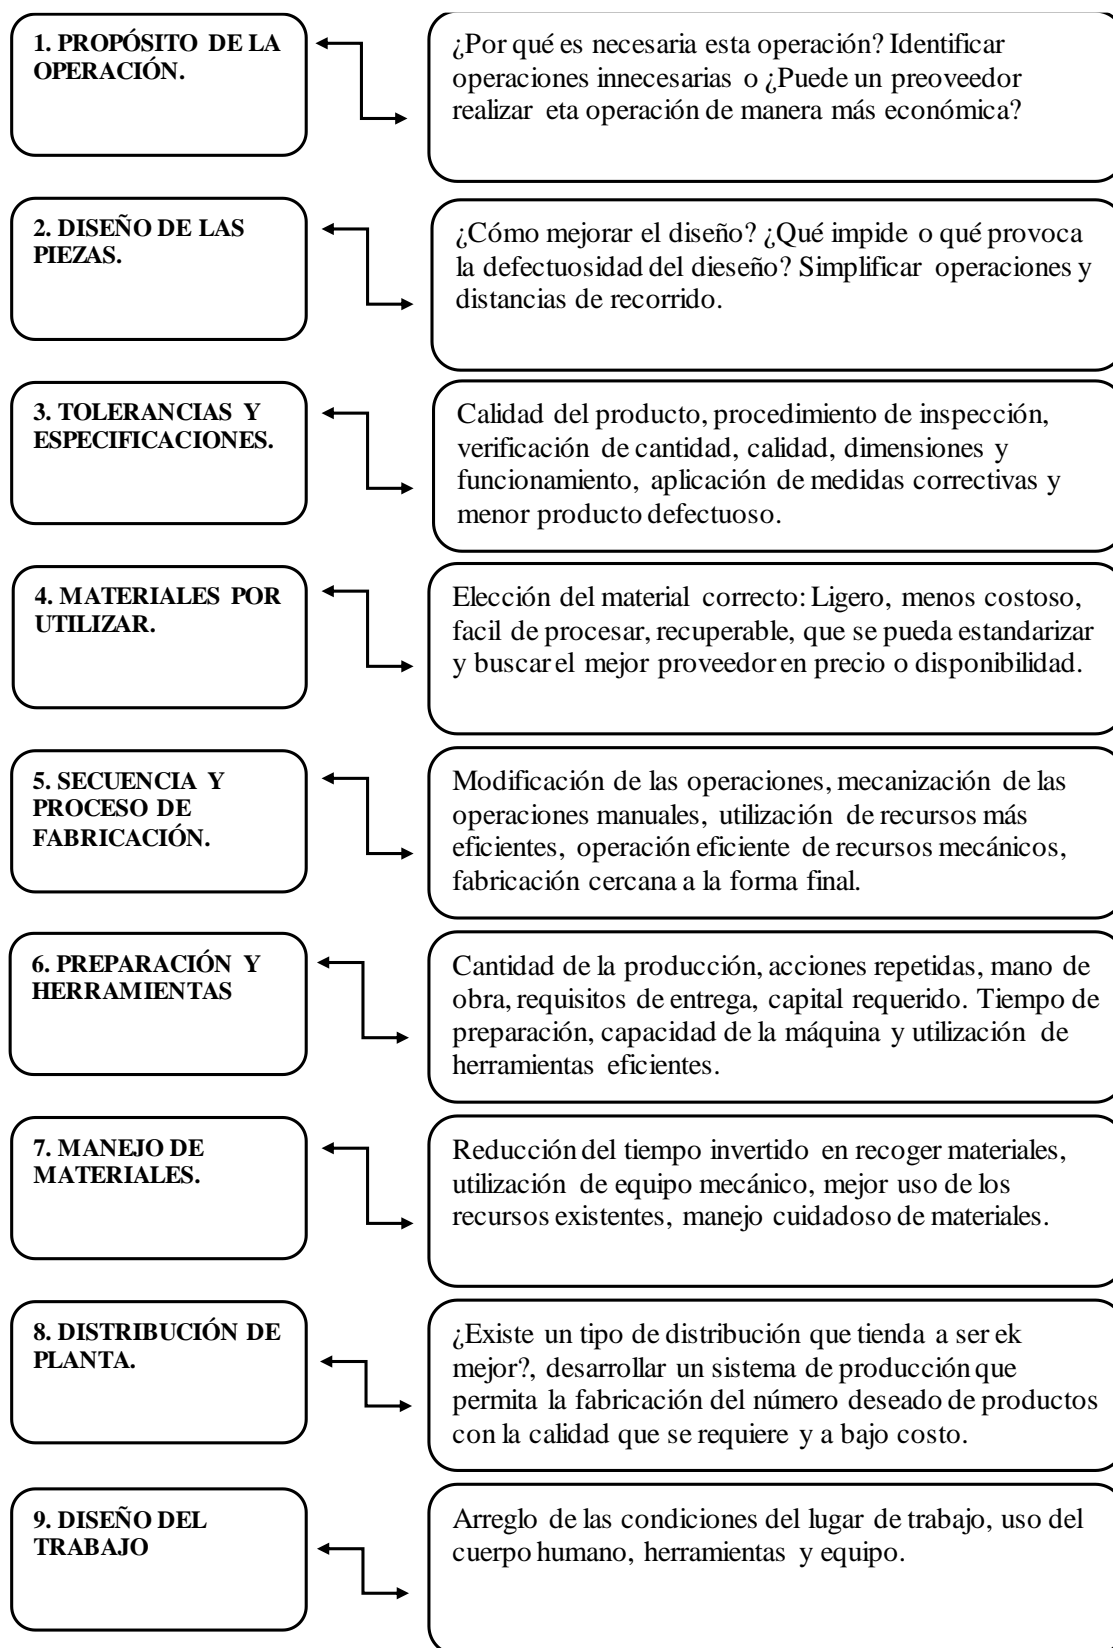 1. PROPÓSITO DE LA
OPERACIÓN.
¿Por qué es necesaria esta operación? Identificar
operaciones innecesarias o ¿Puede un preoveedor
realizar eta operación de manera más económica?
2. DISEÑO DE LAS
PIEZAS.
¿Cómo mejorar el diseño? ¿Qué impide o qué provoca
la defectuosidad del dieseño? Simplificar operaciones y
distancias de recorrido.
3. TOLERANCIAS Y
ESPECIFICACIONES.
Calidad del producto, procedimiento de inspección,
verificación de cantidad, calidad, dimensiones y
funcionamiento, aplicación de medidas correctivas y
menor producto defectuoso.
4. MATERIALES POR
UTILIZAR.
Elección del material correcto: Ligero, menos costoso,
facil de procesar, recuperable, que se pueda estandarizar
y buscar el mejor proveedor en precio o disponibilidad.
5. SECUENCIA Y
PROCESO DE
FABRICACIÓN.
Modificación de las operaciones, mecanización de las
operaciones manuales, utilización de recursos más
eficientes, operación eficiente de recursos mecánicos,
fabricación cercana a la forma final.
6. PREPARACIÓN Y
HERRAMIENTAS
Cantidad de la producción, acciones repetidas, mano de
obra, requisitos de entrega, capital requerido. Tiempo de
preparación, capacidad de la máquina y utilización de
herramientas eficientes.
7. MANEJO DE
MATERIALES.
Reducción del tiempo invertido en recoger materiales,
utilización de equipo mecánico, mejor uso de los
recursos existentes, manejo cuidadoso de materiales.
8. DISTRIBUCIÓN DE
PLANTA.
¿Existe un tipo de distribución que tienda a ser ek
mejor?, desarrollar un sistema de producción que
permita la fabricación del número deseado de productos
con la calidad que se requiere y a bajo costo.
9. DISEÑO DEL
TRABAJO
Arreglo de las condiciones del lugar de trabajo, uso del
cuerpo humano, herramientas y equipo.